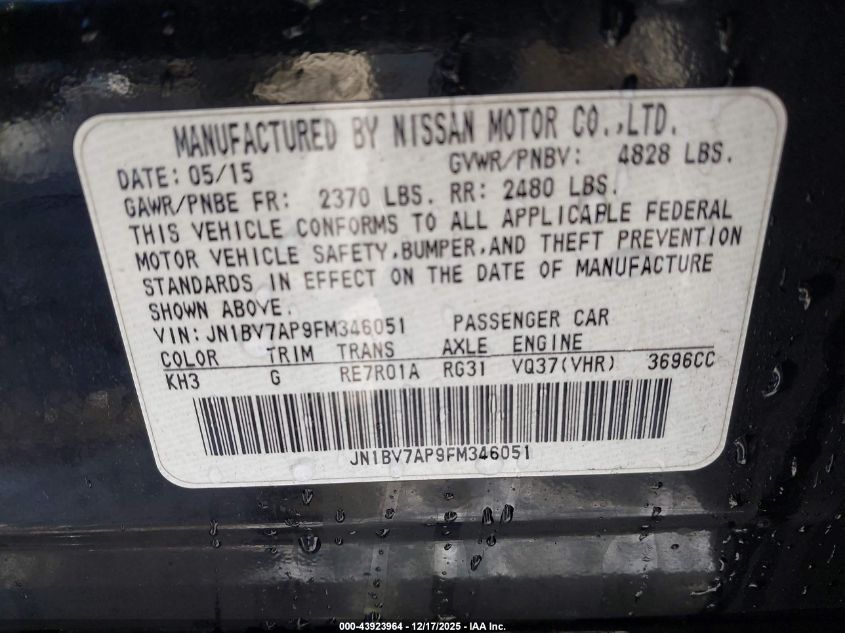 MANUFACTURED BY NISSAN MOTOR CO.,LTD.
DATE: 05/15 GVWR/PNBV: 4828 LBS.
GAWR/PNBE FR: 2370 LBS. RR: 2480 LBS.
THIS VEHICLE CONFORMS TO ALL APPLICABLE FEDERAL
MOTOR VEHICLE SAFETY,BUMPER,AND THEFT PREVENTION
STANDARDS IN EFFECT ON THE DATE OF MANUFACTURE
SHOWN ABOVE.
VIN: JN1BV7AP9FM346051 PASSENGER CAR
COLOR TRIM TRANS AXLE ENGINE
KH3 G RE7R01A RG31 VQ37(VHR) 3696CC
JN1BV7AP9FM346051
000-43923964 - 12/17/2025 - IAA Inc.